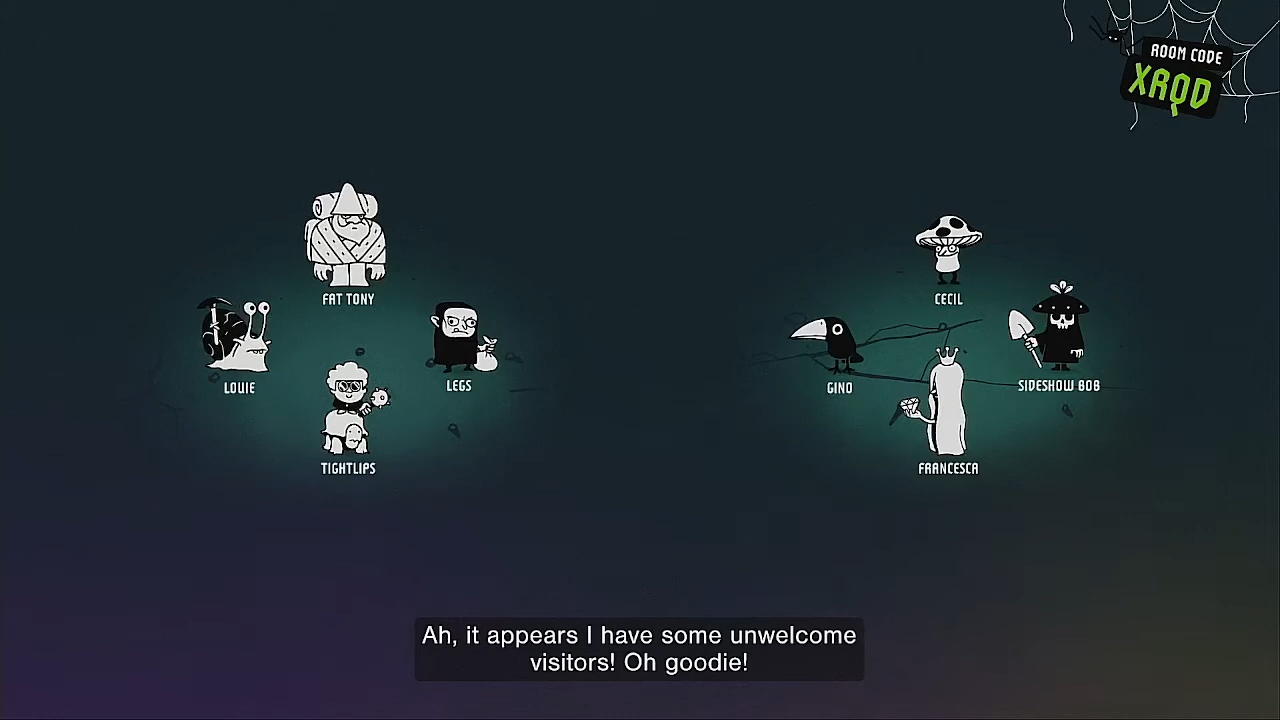 ROOM CODE
XRQD
FAT TONY
CECIL
LOUIE
LEGS
GINO
SIDESHOW BOB
TIGHTLIPS
FRANCESCA
Ah, it appears I have some unwelcome
visitors! Oh goodie!